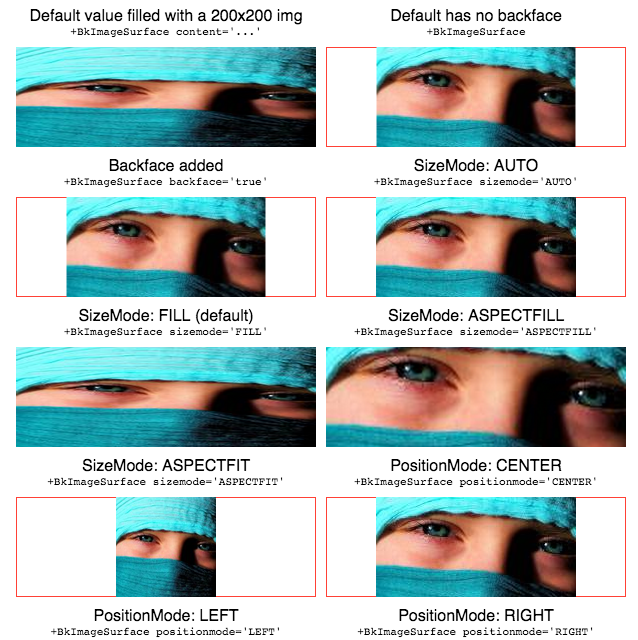 Default value filled with a 200x200 img
+BkImageSurface content='...'
Default has no backface
+BkImageSurface
Backface added
+BkImageSurface backface='true'
SizeMode: AUTO
+BkImageSurface sizemode='AUTO'
SizeMode: FILL (default)
+BkImageSurface sizemode='FILL'
SizeMode: ASPECTFILL
+BkImageSurface sizemode='ASPECTFILL'
SizeMode: ASPECTFIT
+BkImageSurface sizemode='ASPECTFIT'
PositionMode: CENTER
+BkImageSurface positionmode='CENTER'
PositionMode: LEFT
+BkImageSurface positionmode='LEFT'
PositionMode: RIGHT
+BkImageSurface positionmode='RIGHT'